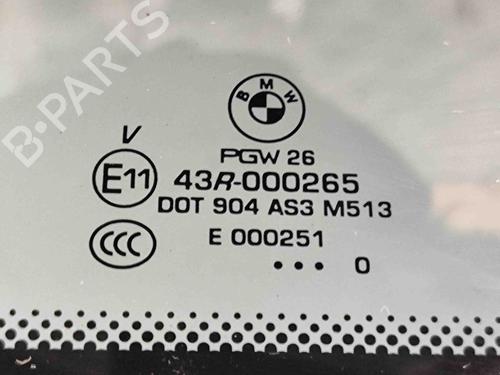 B-PARTS
BMW
PGW 26
V
E11 43R-000265
DOT 904 AS3 M513
CCC E 000251
••• 0